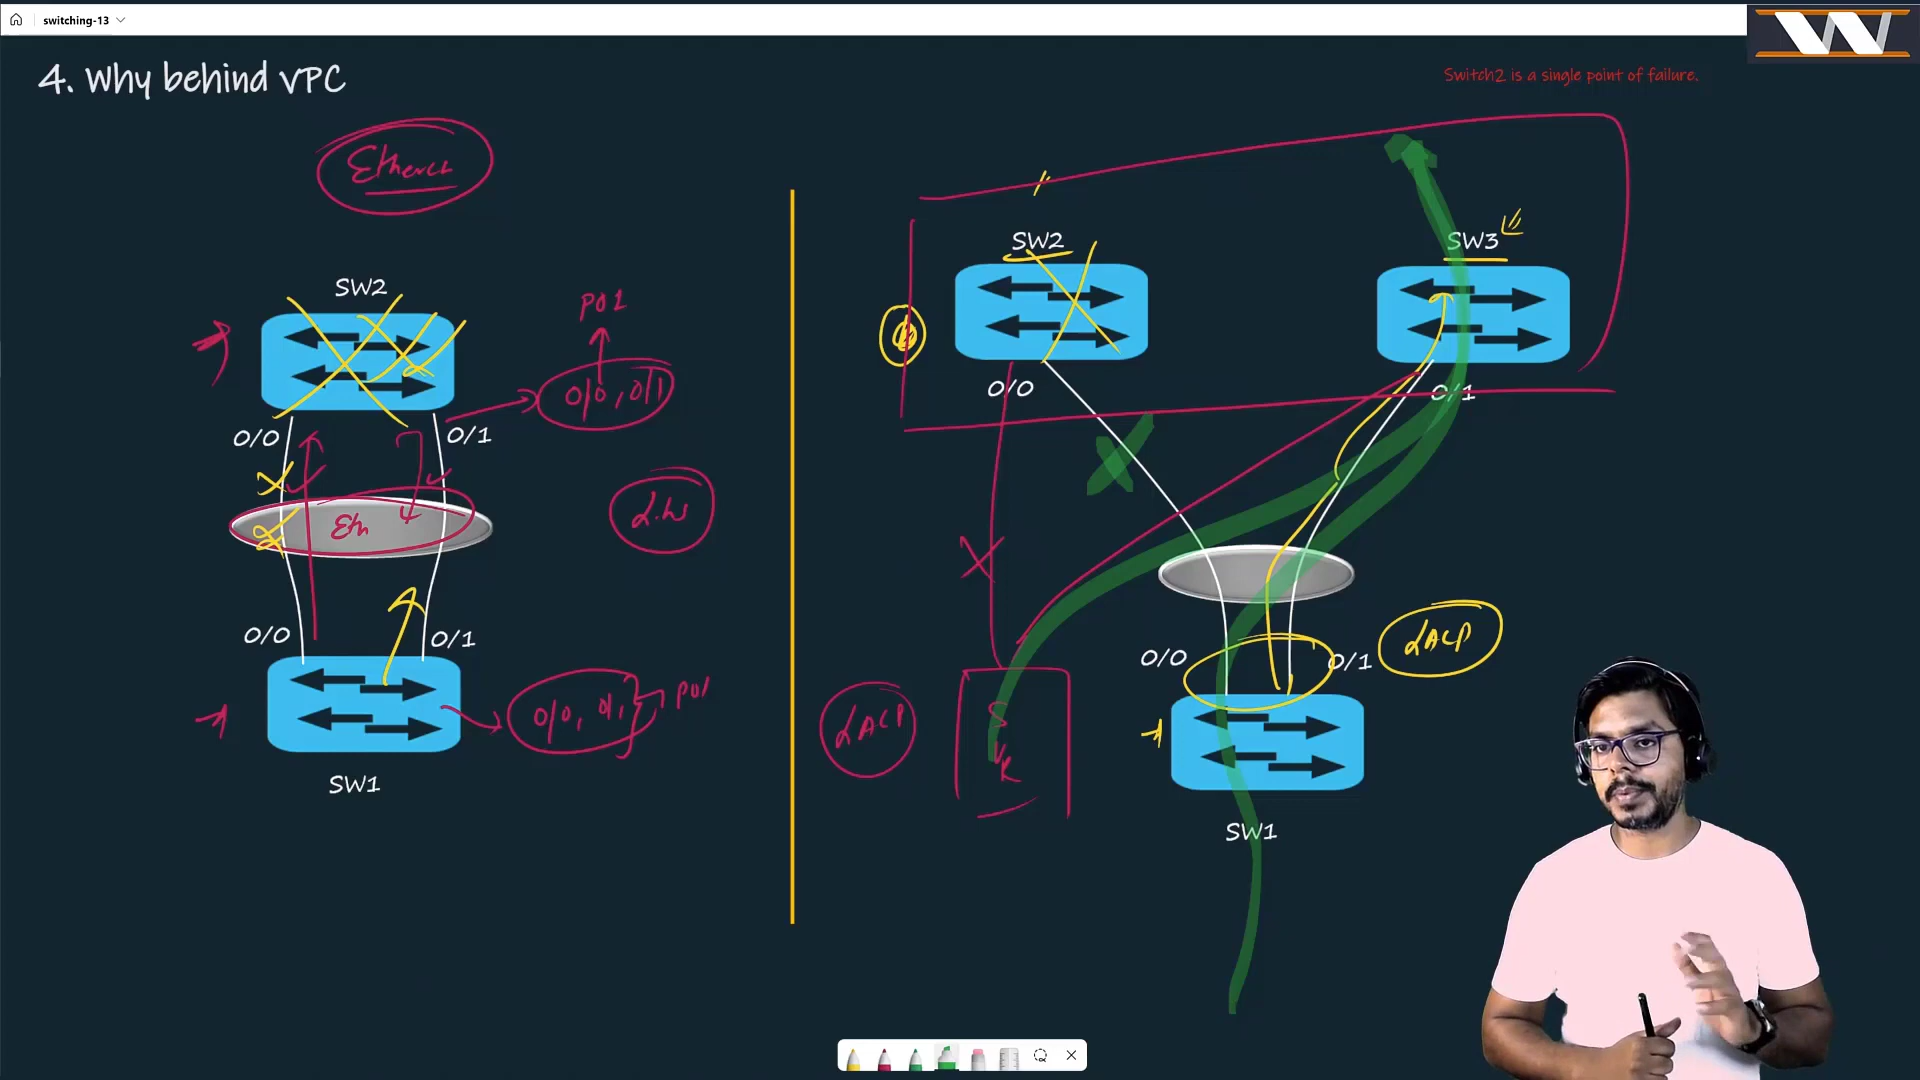 switching-13
4. Why behind VPC
Switch2 is a single point of failure.
Etherch
SW2
PO1
0/0, 0/1
0/0
0/1
Eth
0/0
0/1
0/0, 0/1
PO1
SW1
SW2
SW3
0/0
0/1
0/0
0/1
LACP
LACP
SW1